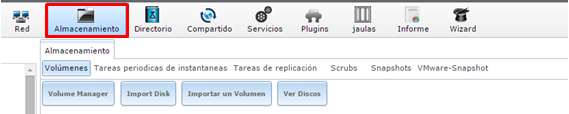 Red Almacenamiento Directorio Compartido Servicios Plugins jaulas Informe Wizard
Almacenamiento
Volúmenes Tareas periodicas de instantaneas Tareas de replicación Scrubs Snapshots VMware-Snapshot
Volume Manager Import Disk Importar un Volumen Ver Discos